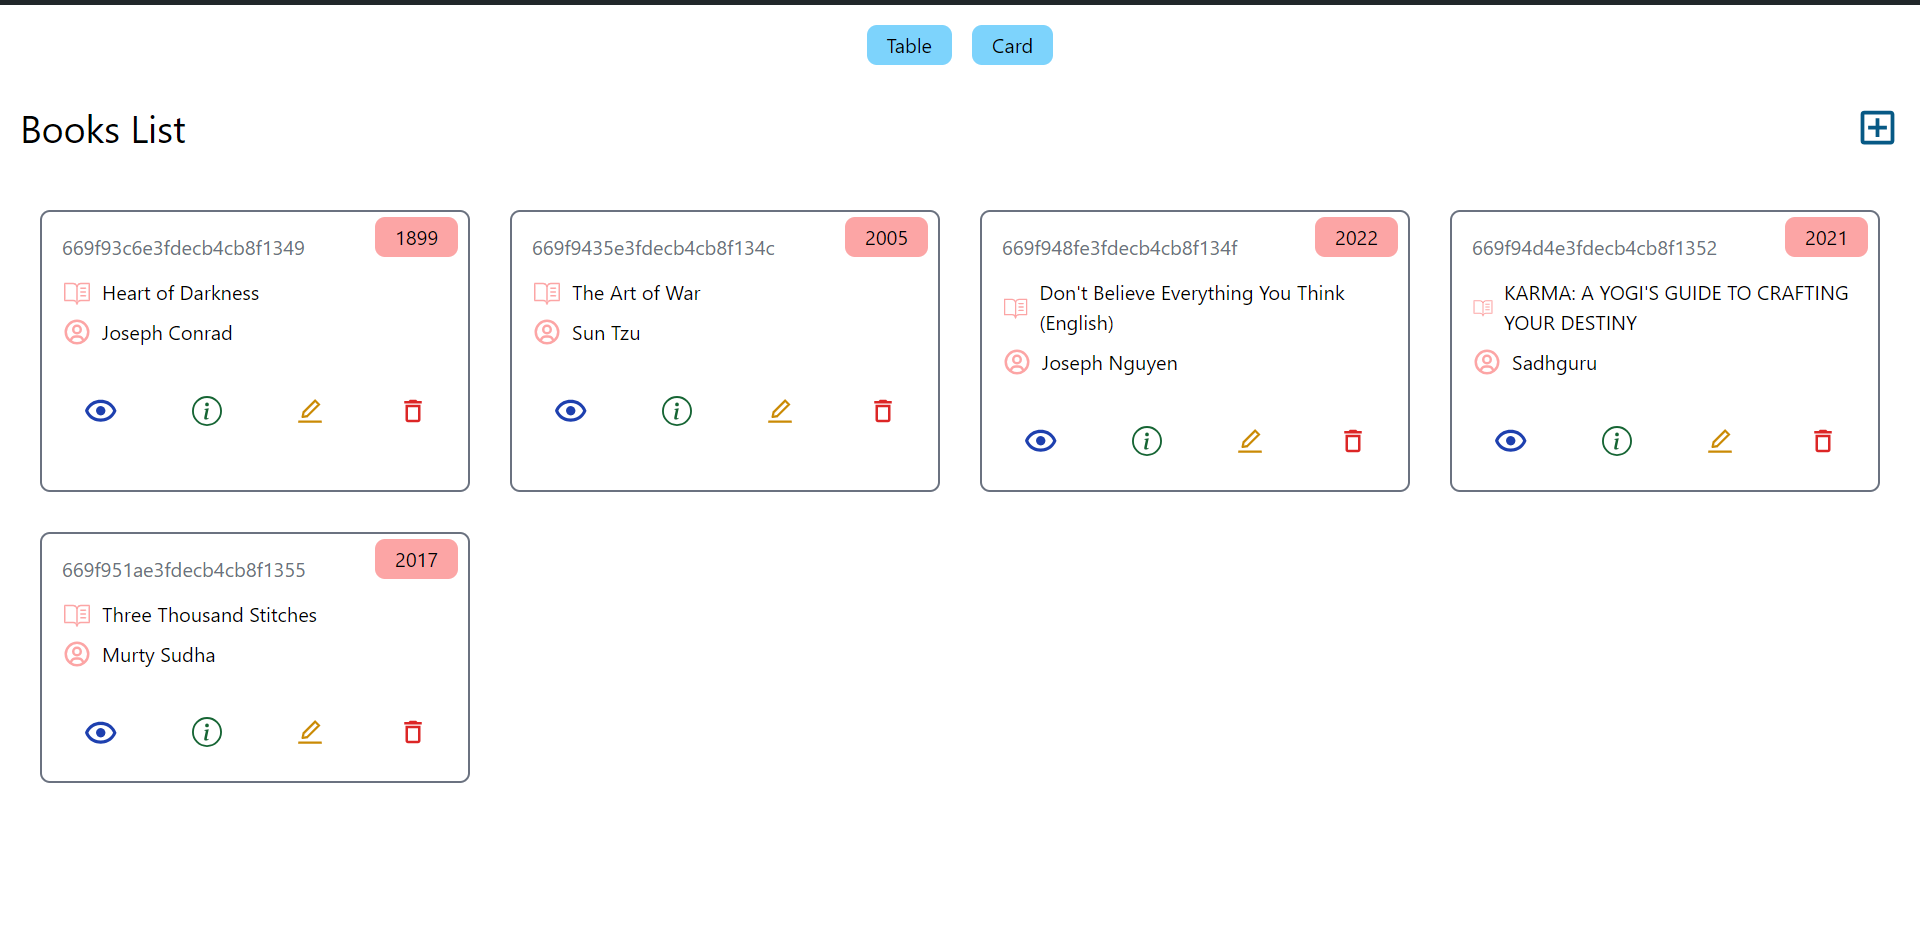 Table
Card
Books List
669f93c6e3fdecb4cb8f1349
1899
Heart of Darkness
Joseph Conrad
669f9435e3fdecb4cb8f134c
2005
The Art of War
Sun Tzu
669f948fe3fdecb4cb8f134f
2022
Don't Believe Everything You Think
(English)
Joseph Nguyen
669f94d4e3fdecb4cb8f1352
2021
KARMA: A YOGI'S GUIDE TO CRAFTING
YOUR DESTINY
Sadhguru
669f951ae3fdecb4cb8f1355
2017
Three Thousand Stitches
Murty Sudha